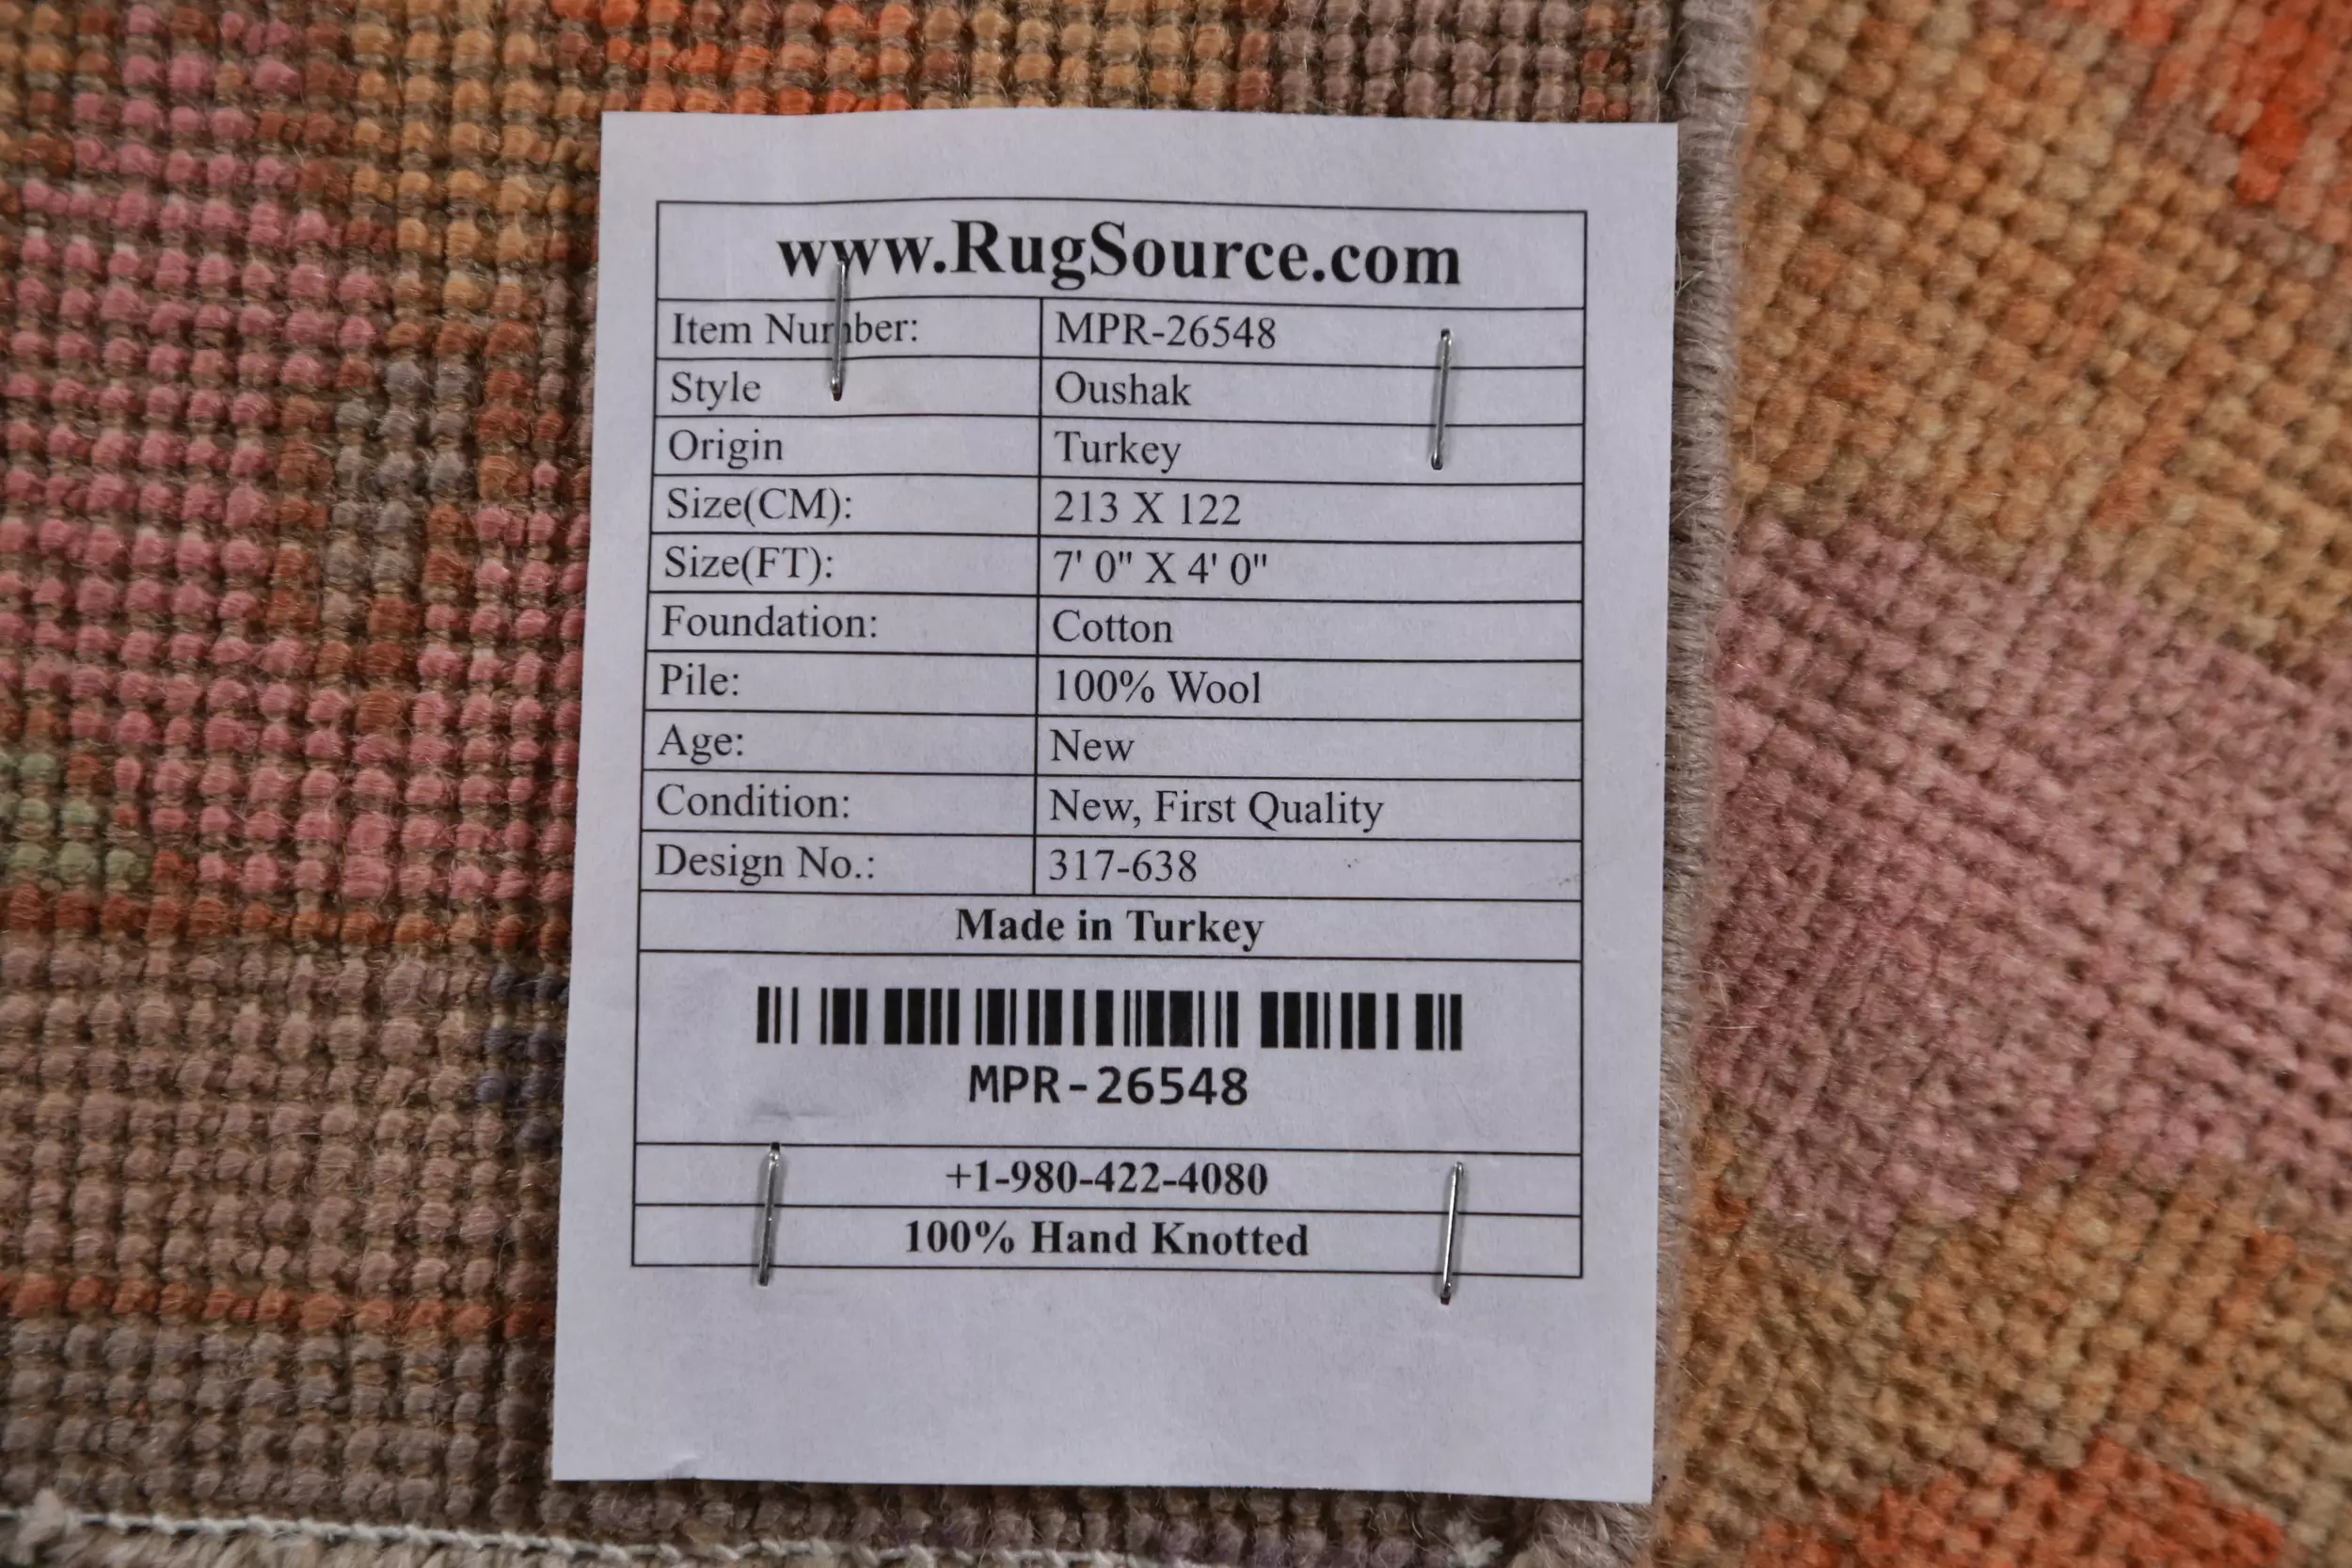 www.RugSource.com
Item Number: MPR-26548
Style Oushak
Origin Turkey
Size(CM): 213 X 122
Size(FT): 7' 0" X 4' 0"
Foundation: Cotton
Pile: 100% Wool
Age: New
Condition: New, First Quality
Design No.: 317-638
Made in Turkey
MPR-26548
+1-980-422-4080
100% Hand Knotted